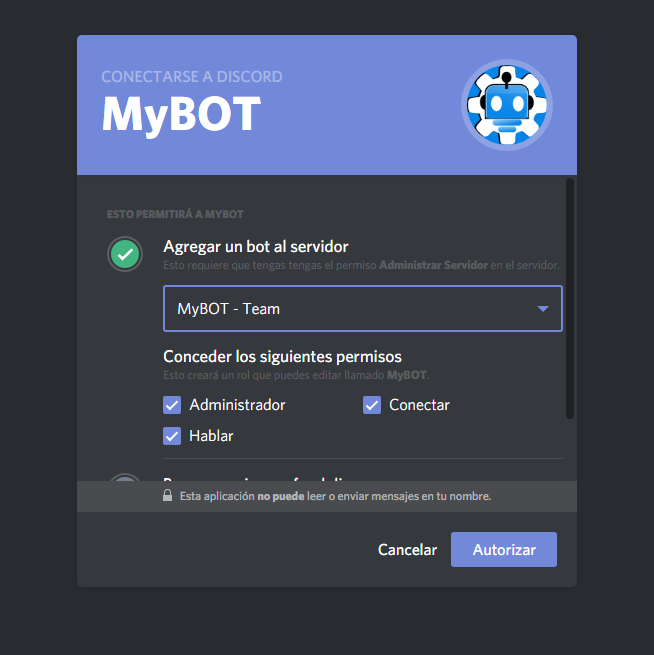 CONECTARSE A DISCORD
MyBOT
ESTO PERMITIRÁ A MYBOT
Agregar un bot al servidor
Esto requiere que tengas tengas el permiso Administrar Servidor en el servidor.
MyBOT - Team
Conceder los siguientes permisos
Esto creará un rol que puedes editar llamado MyBOT.
Administrador
Conectar
Hablar
Esta aplicación no puede leer o enviar mensajes en tu nombre.
Cancelar
Autorizar